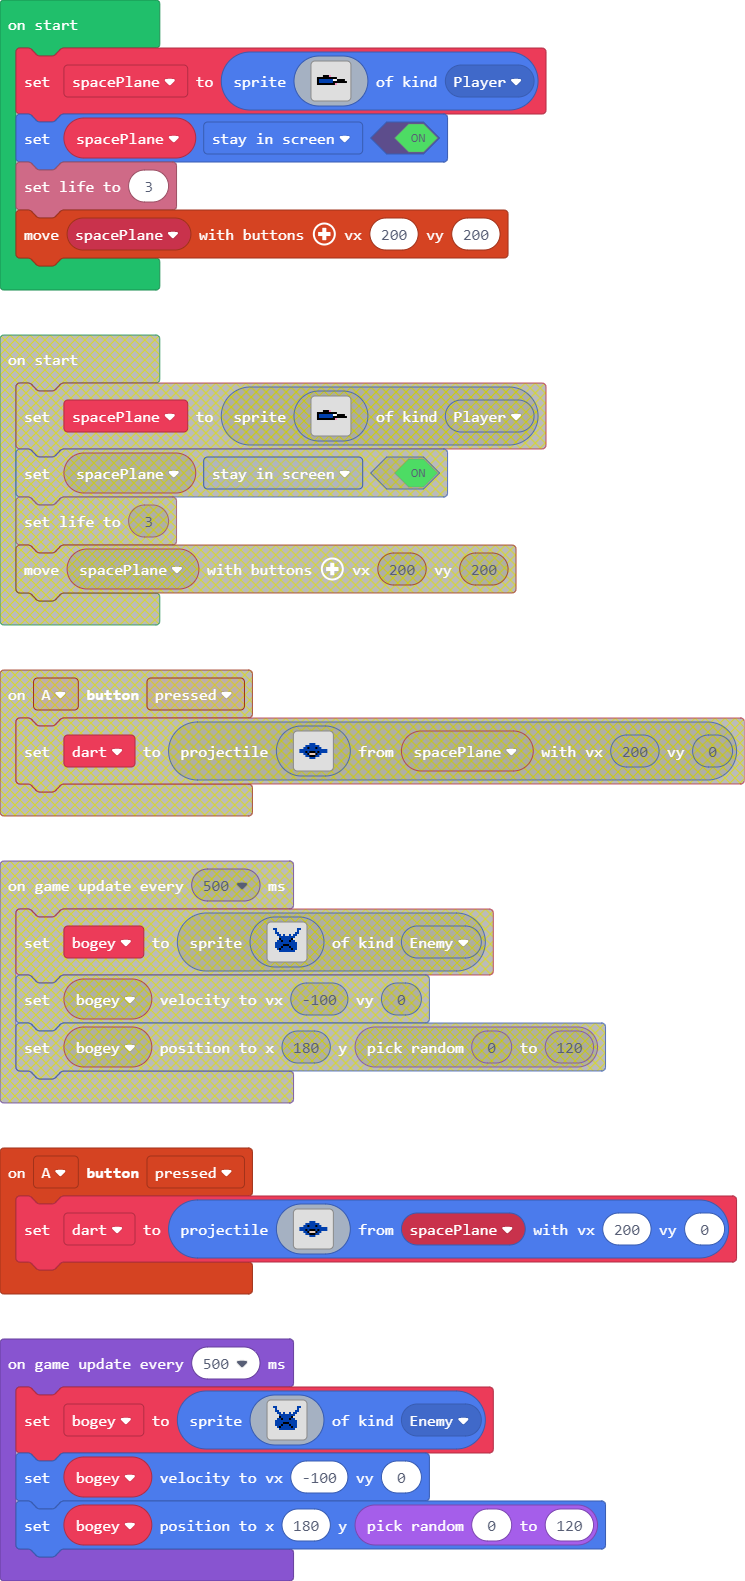 on start
set spacePlane to sprite of kind Player
set spacePlane stay in screen ON
set life to 3
move spacePlane with buttons vx 200 vy 200
on start
set spacePlane to sprite of kind Player
set spacePlane stay in screen ON
set life to 3
move spacePlane with buttons vx 200 vy 200
on A button pressed
set dart to projectile from spacePlane with vx 200 vy 0
on game update every 500 ms
set bogey to sprite of kind Enemy
set bogey velocity to vx -100 vy 0
set bogey position to x 180 y pick random 0 to 120
on A button pressed
set dart to projectile from spacePlane with vx 200 vy 0
on game update every 500 ms
set bogey to sprite of kind Enemy
set bogey velocity to vx -100 vy 0
set bogey position to x 180 y pick random 0 to 120